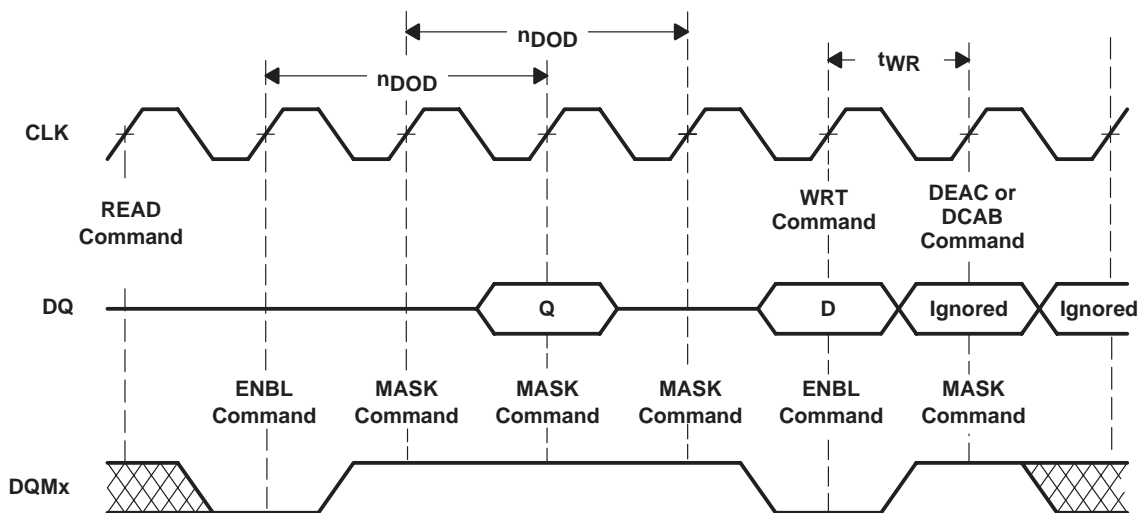 nDOD
nDOD
tWR
CLK
READ
Command
WRT
Command
DEAC or
DCAB
Command
DQ
Q
D
Ignored
Ignored
ENBL
Command
MASK
Command
MASK
Command
MASK
Command
ENBL
Command
MASK
Command
DQMx